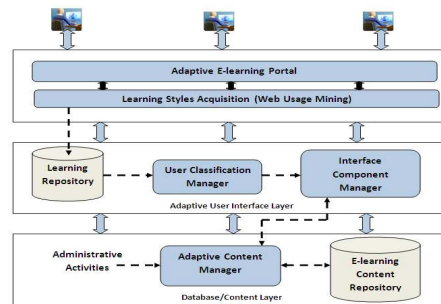 Adaptive E-learning Portal
Learning Styles Acquisition (Web Usage Mining)
Learning
Repository
User Classification
Manager
Interface
Component
Manager
Adaptive User Interface Layer
Administrative
Activities
Adaptive Content
Manager
E-learning
Content
Repository
Database/Content Layer